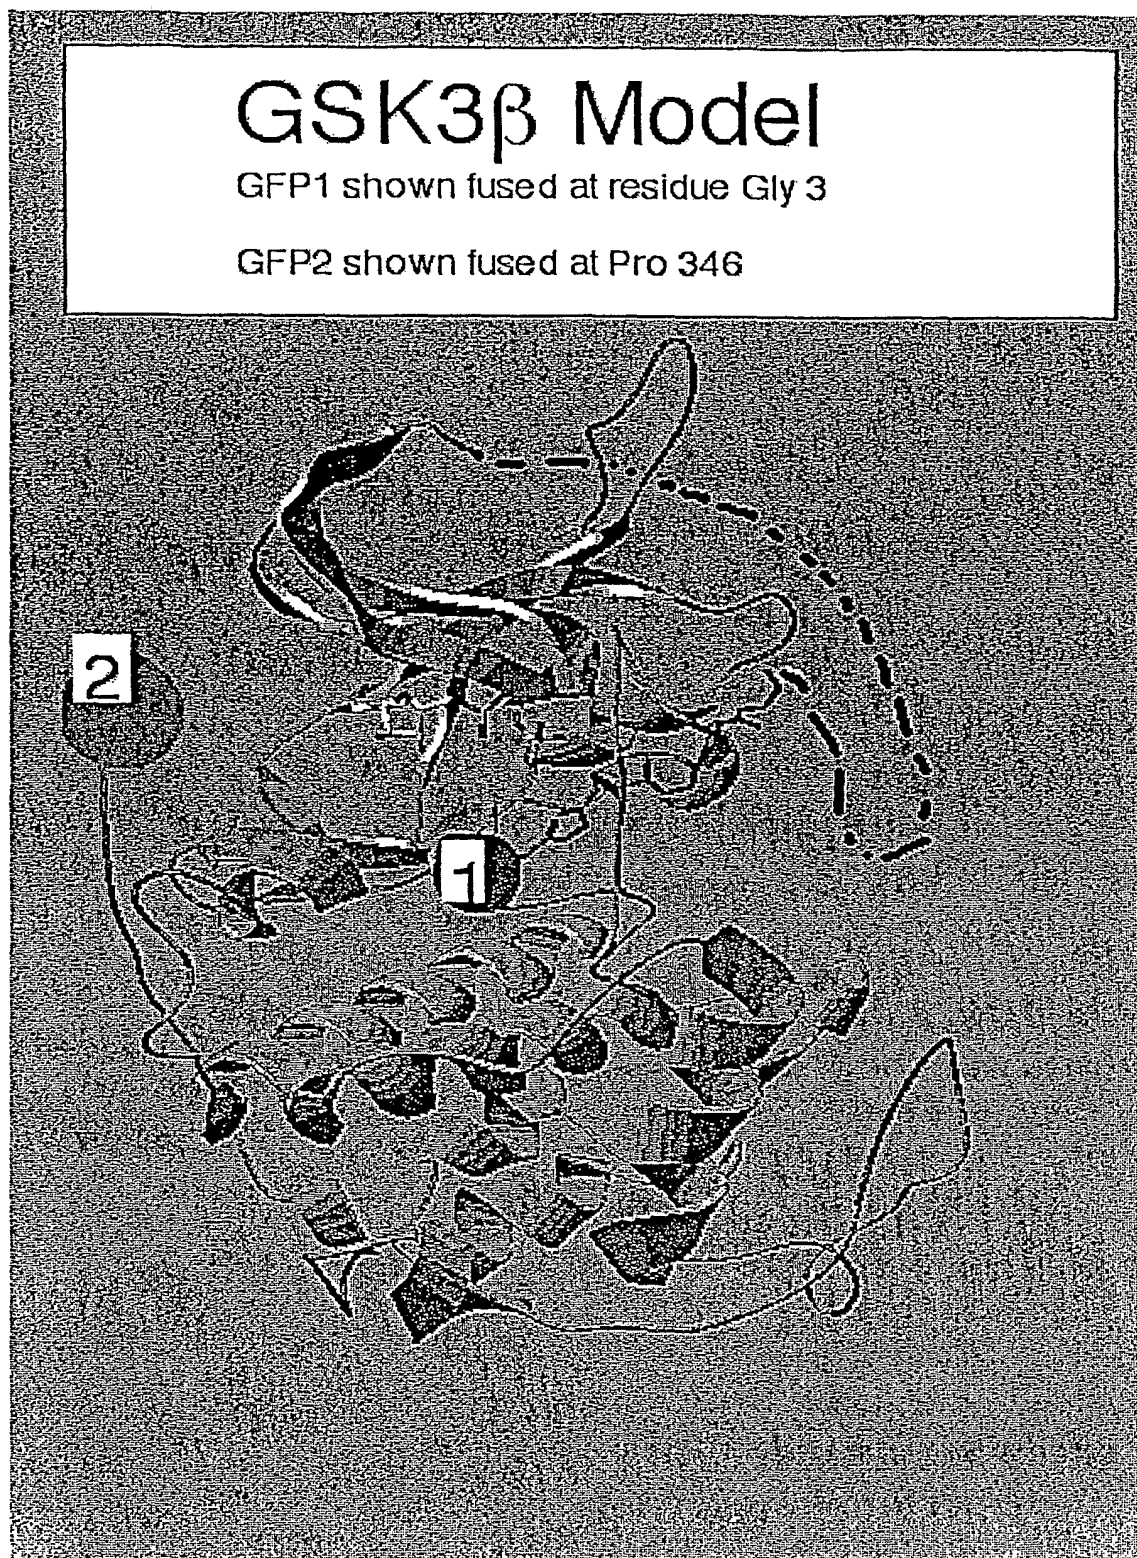 GSK3β Model
GFP1 shown fused at residue Gly 3
GFP2 shown fused at Pro 346
2
1